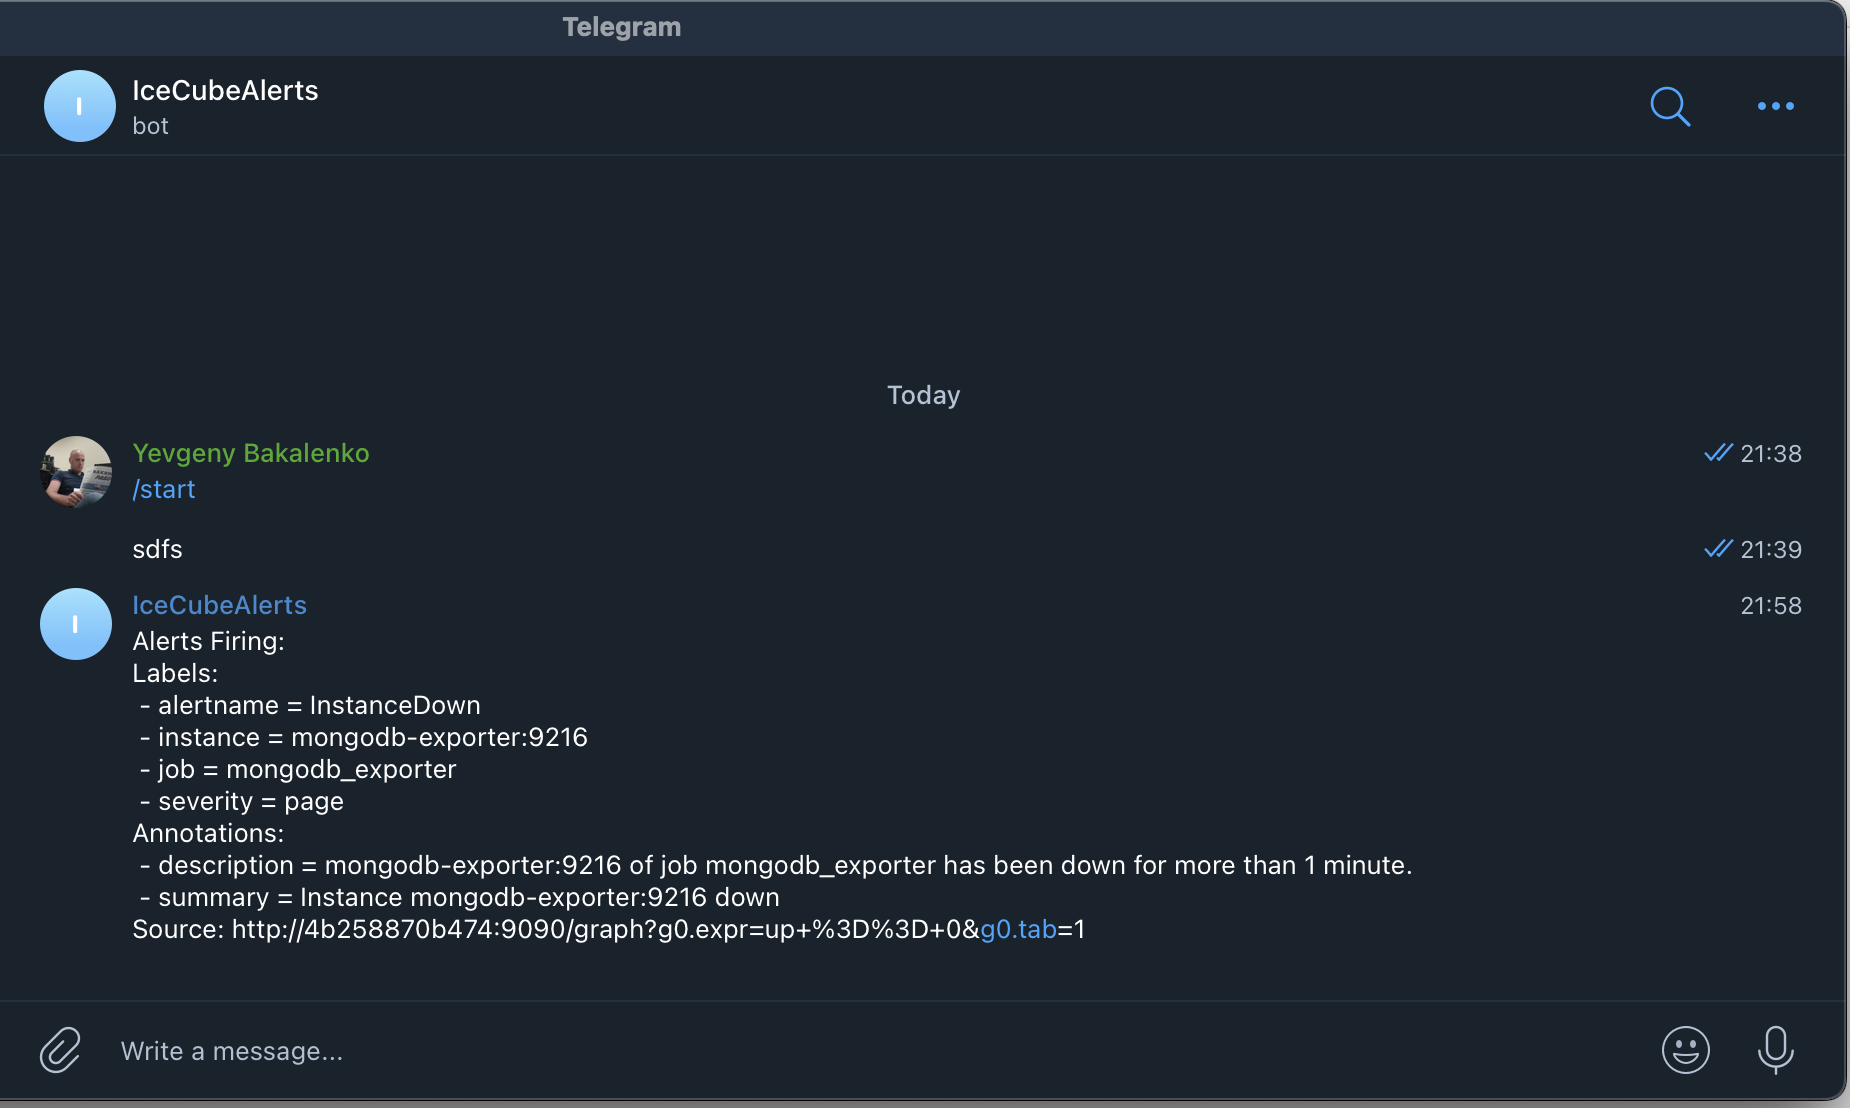 Telegram
I
IceCubeAlerts
bot
Today
Yevgeny Bakalenko
21:38
/start
sdfs
21:39
I
IceCubeAlerts
21:58
Alerts Firing:
Labels:
- alertname = InstanceDown
- instance = mongodb-exporter:9216
- job = mongodb_exporter
- severity = page
Annotations:
- description = mongodb-exporter:9216 of job mongodb_exporter has been down for more than 1 minute.
- summary = Instance mongodb-exporter:9216 down
Source: http://4b258870b474:9090/graph?g0.expr=up+%3D%3D+0&g0.tab=1
Write a message...